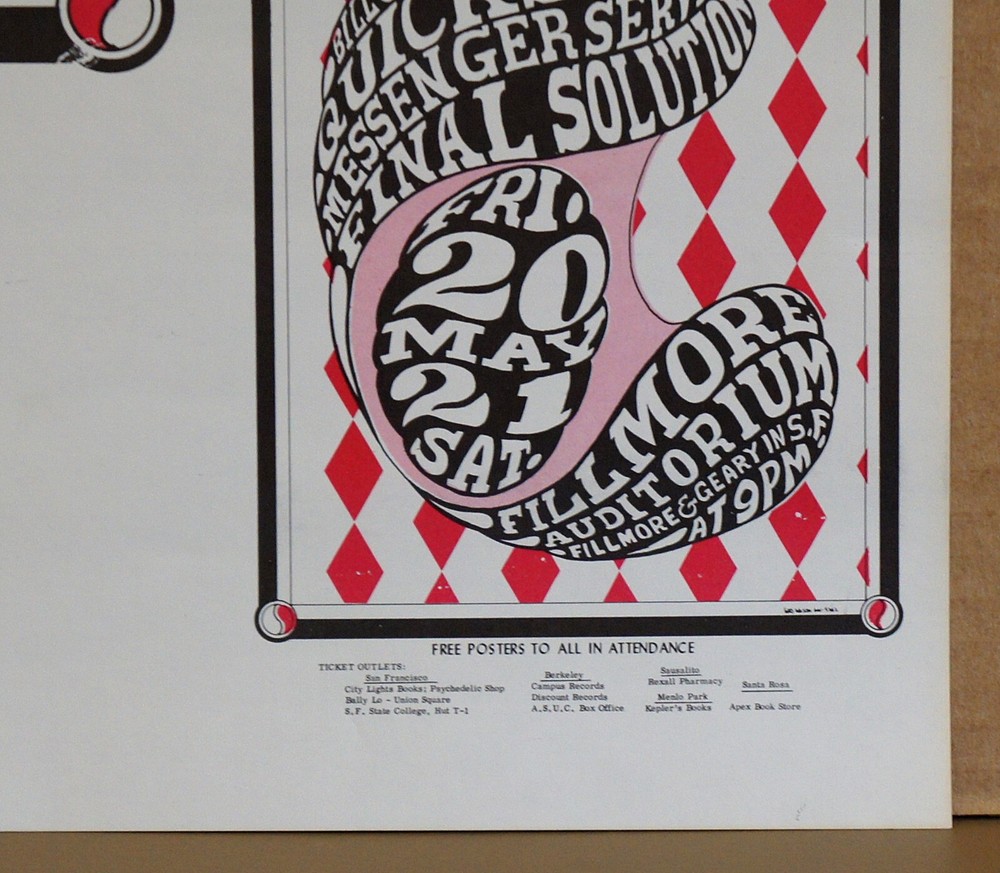 BILL
QUICK
MESSENGER SERV
FINAL SOLUTION
FRI.
20
MAY
21
SAT.
FILLMORE
AUDITORIUM
FILLMORE & GEARY IN S.F.
AT 9PM
FREE POSTERS TO ALL IN ATTENDANCE
TICKET OUTLETS:
San Francisco
City Lights Books; Psychedelic Shop
Bally Lo - Union Square
S.F. State College, Hut T-1
Berkeley
Campus Records
Discount Records
A.S.U.C. Box Office
Sausalito
Rexall Pharmacy
Menlo Park
Kepler's Books
Santa Rosa
Apex Book Store